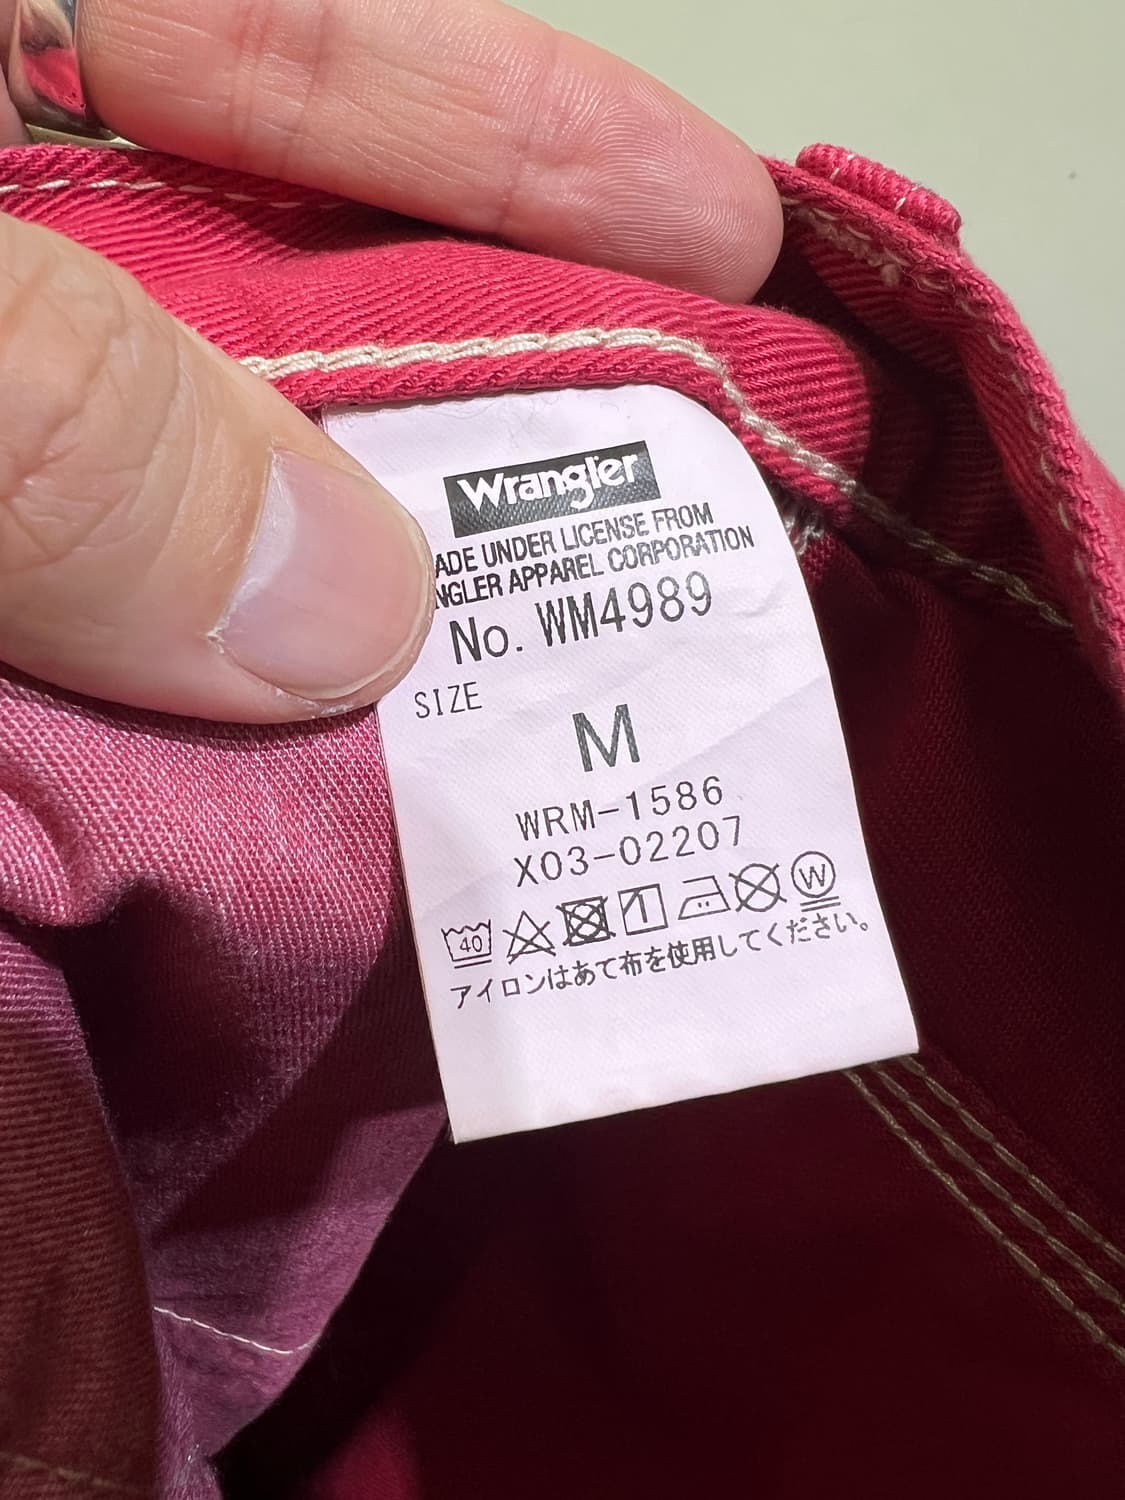 Wrangler
ADE UNDER LICENSE FROM
NGLER APPAREL CORPORATION
No. WM4989
SIZE
M
WRM-1586
X03-02207
40 W
アイロンはあて布を使用してください。